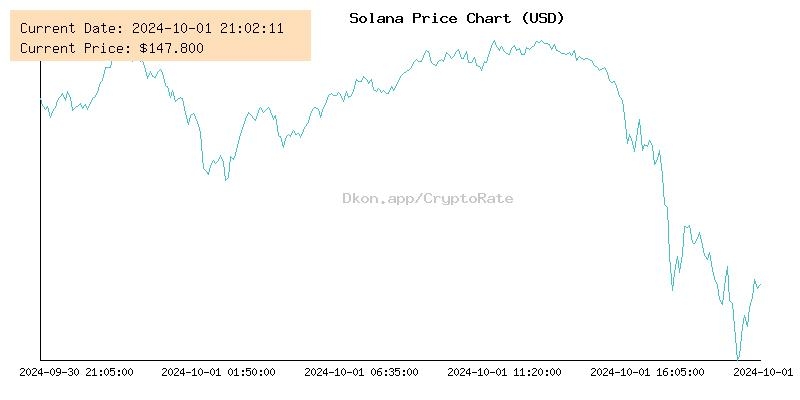 Solana Price Chart (USD)
Current Date: 2024-10-01 21:02:11
Current Price: $147.800
Dkon.app/CryptoRate
2024-09-30 21:05:00 2024-10-01 01:50:00 2024-10-01 06:35:00 2024-10-01 11:20:00 2024-10-01 16:05:00 2024-10-01